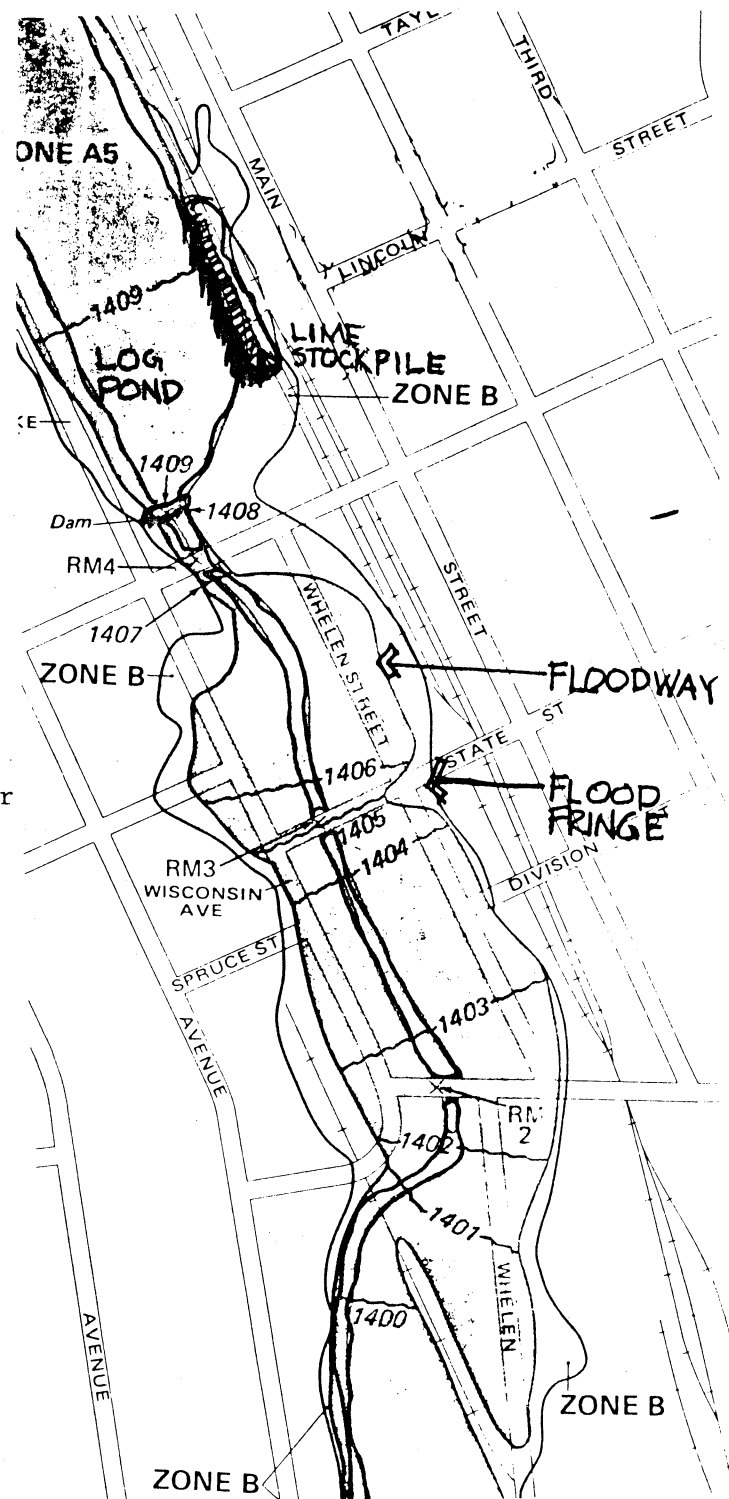 TAYL
THIRD
STREET
ONE A5
MAIN
LINCOLN
1409
LIME
STOCKPILE
LOG
POND
ZONE B
KE
1409
1408
Dam
RM4
1407
WHELEN STREET
STREET
ZONE B
FLOODWAY
ST
STATE
1406
FLOOD
FRINGE
r
1405
1404
RM3
WISCONSIN
AVE
DIVISION
SPRUCE ST
1403
AVENUE
RM
2
1402
1401
WHELEN
1400
AVENUE
ZONE B
ZONE B